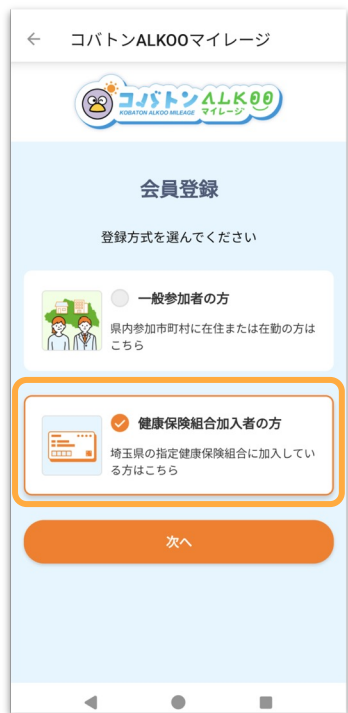 コバトンALKOOマイレージ
コバトン ALKOO
KOBATON ALKOO MILEAGE マイレージ
会員登録
登録方式を選んでください
一般参加者の方
県内参加市町村に在住または在勤の方は
こちら
健康保険組合加入者の方
埼玉県の指定健康保険組合に加入してい
る方はこちら
次へ